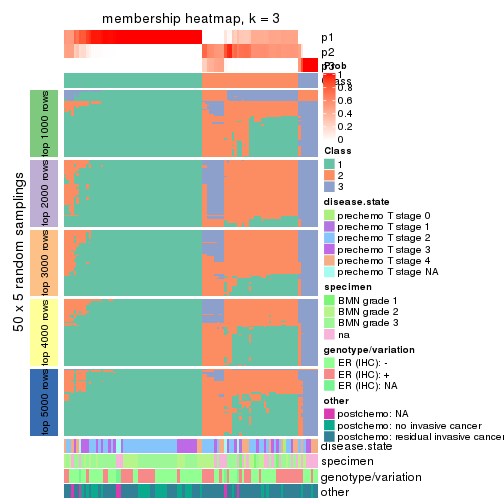 membership heatmap, k = 3
p1
p2
p3
Prob
Class
1
0.8
0.6
0.4
0.2
0
Class
1
2
3
disease.state
prechemo T stage 0
prechemo T stage 1
prechemo T stage 2
prechemo T stage 3
prechemo T stage 4
prechemo T stage NA
specimen
BMN grade 1
BMN grade 2
BMN grade 3
na
genotype/variation
ER (IHC): -
ER (IHC): +
ER (IHC): NA
other
postchemo: NA
postchemo: no invasive cancer
postchemo: residual invasive cancer
50 x 5 random samplings
top 1000 rows
top 2000 rows
top 3000 rows
top 4000 rows
top 5000 rows
disease.state
specimen
genotype/variation
other